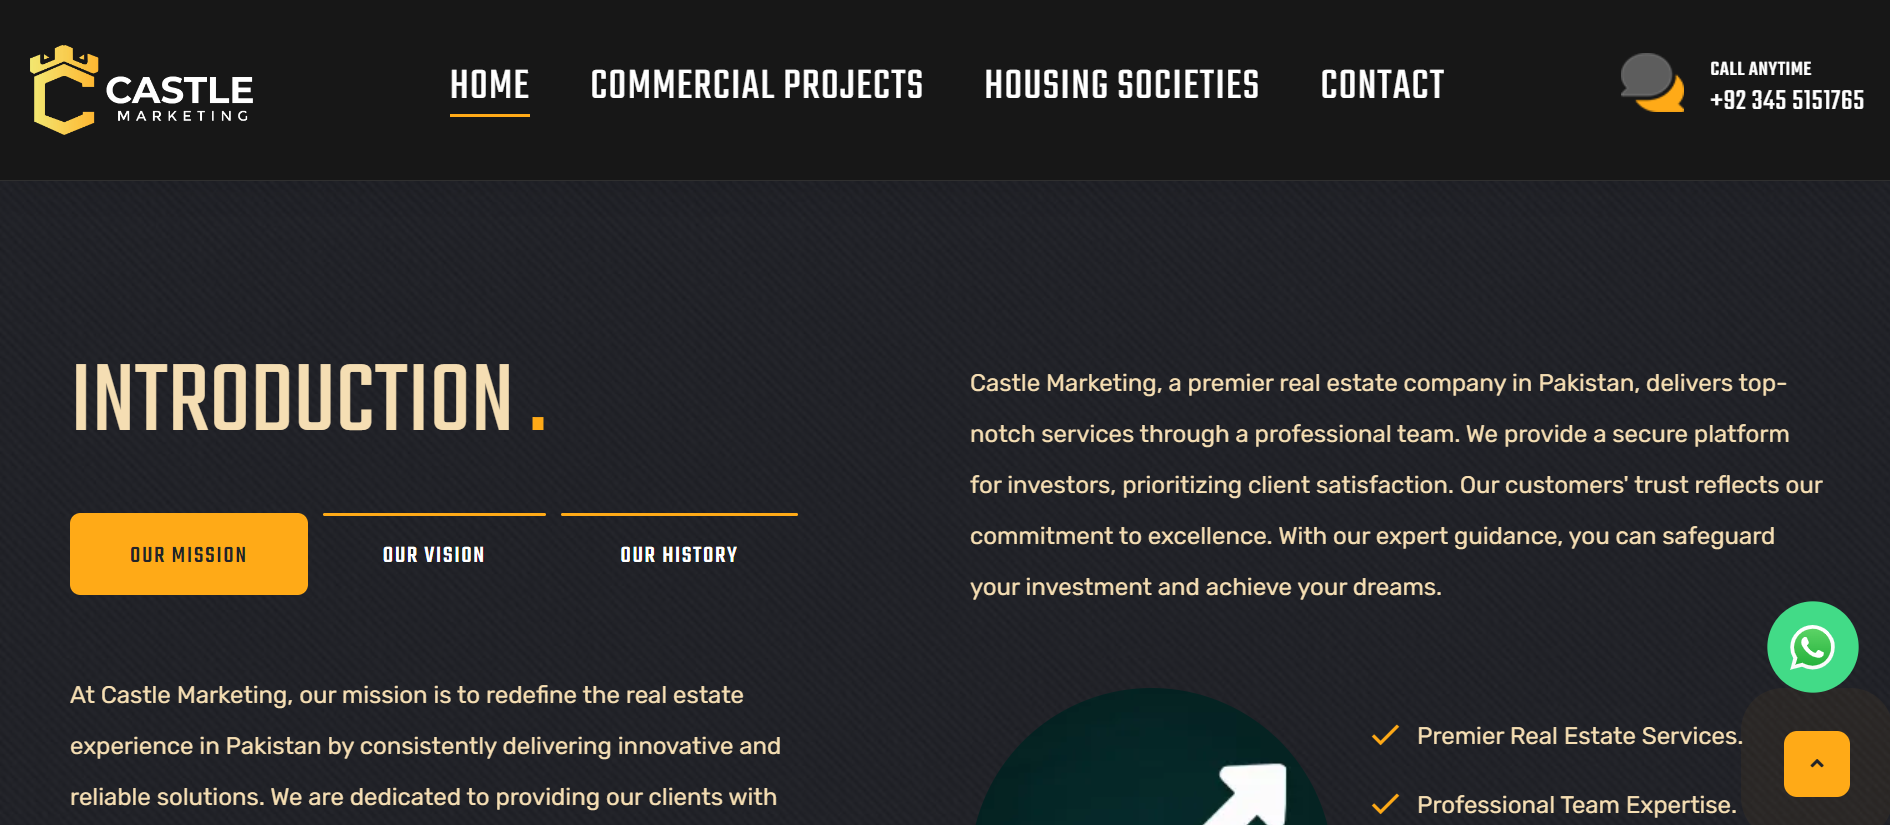 CASTLE
MARKETING
HOME
COMMERCIAL PROJECTS
HOUSING SOCIETIES
CONTACT
CALL ANYTIME
+92 345 5151765
INTRODUCTION .
OUR MISSION
OUR VISION
OUR HISTORY
At Castle Marketing, our mission is to redefine the real estate
experience in Pakistan by consistently delivering innovative and
reliable solutions. We are dedicated to providing our clients with
Castle Marketing, a premier real estate company in Pakistan, delivers top-
notch services through a professional team. We provide a secure platform
for investors, prioritizing client satisfaction. Our customers' trust reflects our
commitment to excellence. With our expert guidance, you can safeguard
your investment and achieve your dreams.
Premier Real Estate Services.
Professional Team Expertise.